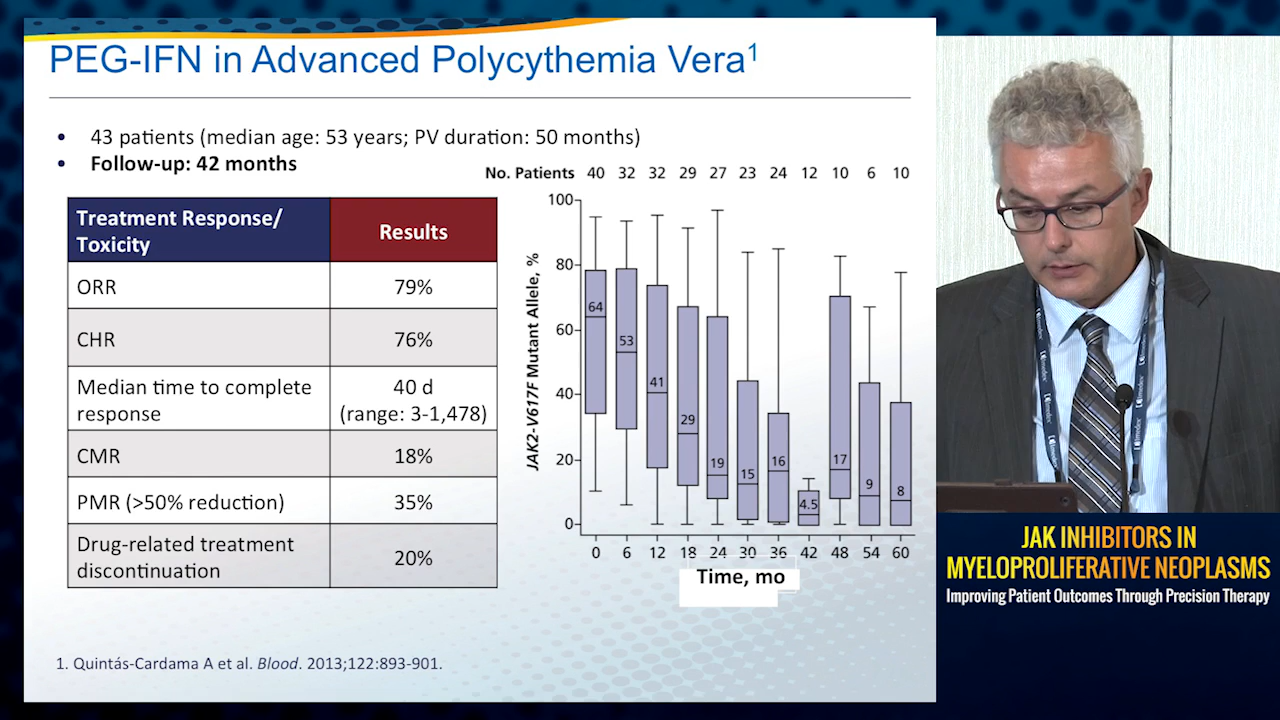 PEG-IFN in Advanced Polycythemia Vera1
• 43 patients (median age: 53 years; PV duration: 50 months)
• Follow-up: 42 months
Treatment Response/
Toxicity
Results
ORR
79%
CHR
76%
Median time to complete
response
40 d
(range: 3-1,478)
CMR
18%
PMR (>50% reduction)
35%
Drug-related treatment
discontinuation
20%
No. Patients 40 32 32 29 27 23 24 12 10 6 10
JAK2-V617F Mutant Allele, %
100
80
60
40
20
0
64
53
41
29
19
15
16
4.5
17
9
8
0 6 12 18 24 30 36 42 48 54 60
Time, mo
1. Quintás-Cardama A et al. Blood. 2013;122:893-901.
imedex
imedex
JAK INHIBITORS IN
MYELOPROLIFERATIVE NEOPLASMS
Improving Patient Outcomes Through Precision Therapy